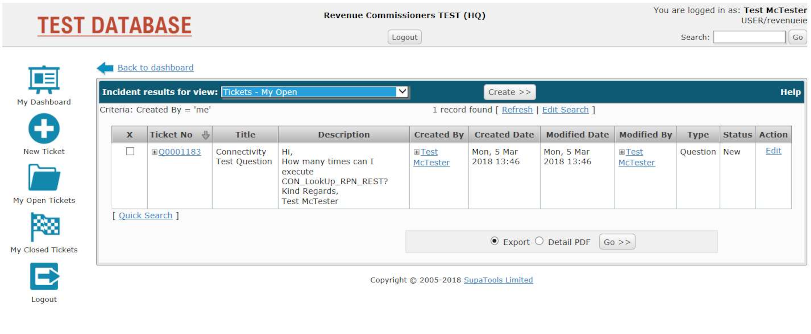 TEST DATABASE
Revenue Commissioners TEST (HQ)
Logout
You are logged in as: Test McTester
USER/revenueie
Search: Go
My Dashboard
New Ticket
My Open Tickets
My Closed Tickets
Logout
Back to dashboard
Incident results for view: Tickets - My Open Create >> Help
Criteria: Created By = 'me' 1 record found [ Refresh | Edit Search ]
X Ticket No Title Description Created By Created Date Modified Date Modified By Type Status Action
Q0001183
Connectivity
Test Question
Hi,
How many times can I
execute
CON_LookUp_RPN_REST?
Kind Regards,
Test McTester
Test
McTester
Mon, 5 Mar
2018 13:46
Mon, 5 Mar
2018 13:46
Test
McTester
Question
New
Edit
[ Quick Search ]
Export Detail PDF Go >>
Copyright © 2005-2018 SupaTools Limited